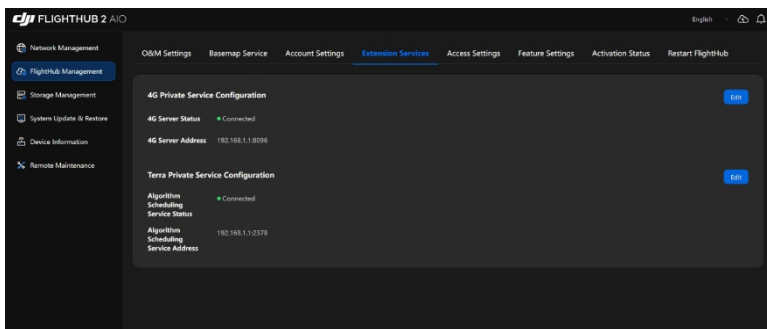 dji FLIGHTHUB 2 AIO
English
Network Management
FlightHub Management
Storage Management
System Update & Restore
Device Information
Remote Maintenance
O&M Settings Basemap Service Account Settings Extension Services Access Settings Feature Settings Activation Status Restart FlightHub
4G Private Service Configuration
Edit
4G Server Status Connected
4G Server Address 192.168.1.1:8096
Terra Private Service Configuration
Edit
Algorithm
Scheduling
Service Status
Connected
Algorithm
Scheduling
Service Address
192.168.1.1:2378